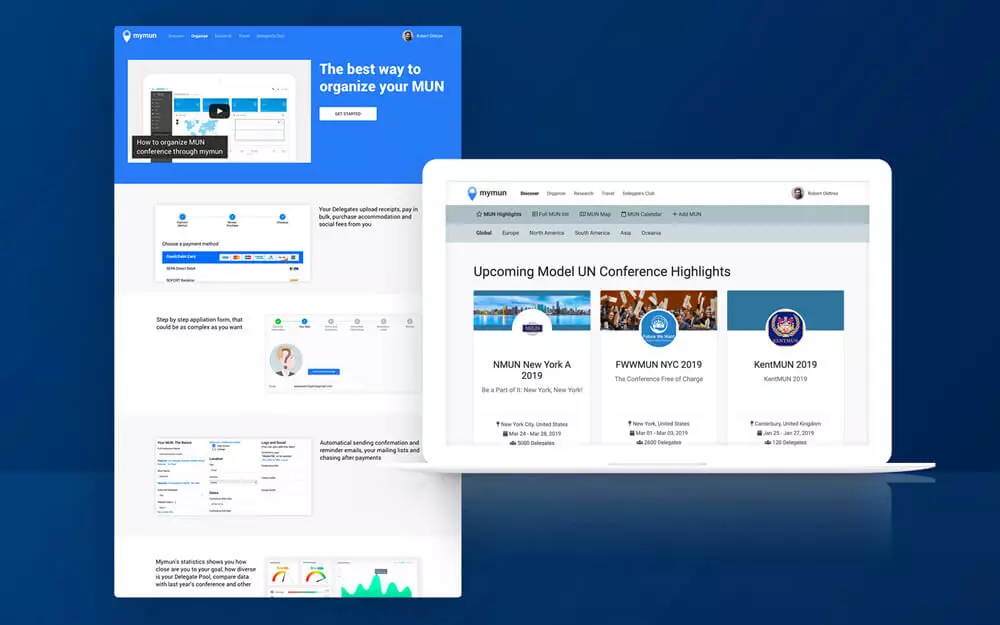 mymun
Discover Organize Research Travel Delegate's Club
Robert Oldtree
The best way to
organize your MUN
GET STARTED
How to organize MUN
conference through mymun
Your Delegates upload receipts, pay in
bulk, purchase accommodation and
social fees from you
Choose a payment method
Credit/Debit Card
SEPA Direct Debit
SOFORT Banking
Step by step appliation form, that
could be as complex as you want
Automatical sending confirmation and
reminder emails, your mailing lists and
chasing after payments
Your MUN: The Basics
Location
Dates
Logo and Social
Mymun's statistics shows you how
close are you to your goal, how diverse
is your Delegate Pool, compare data
with last year's conference and other
mymun
Discover Organize Research Travel Delegate's Club
Robert Oldtree
MUN Highlights Full MUN list MUN Map MUN Calendar + Add MUN
Global Europe North America South America Asia Oceania
Upcoming Model UN Conference Highlights
NMUN
NMUN New York A
2019
Be a Part of It: New York, New York!
New York City, United States
Mar 24 - Mar 28, 2019
5000 Delegates
Future We Want
FWWMUN NYC 2019
The Conference Free of Charge
New York, United States
Mar 01 - Mar 03, 2019
2600 Delegates
KENTMUN
KentMUN 2019
KentMUN 2019
Canterbury, United Kingdom
Jan 25 - Jan 27, 2019
120 Delegates